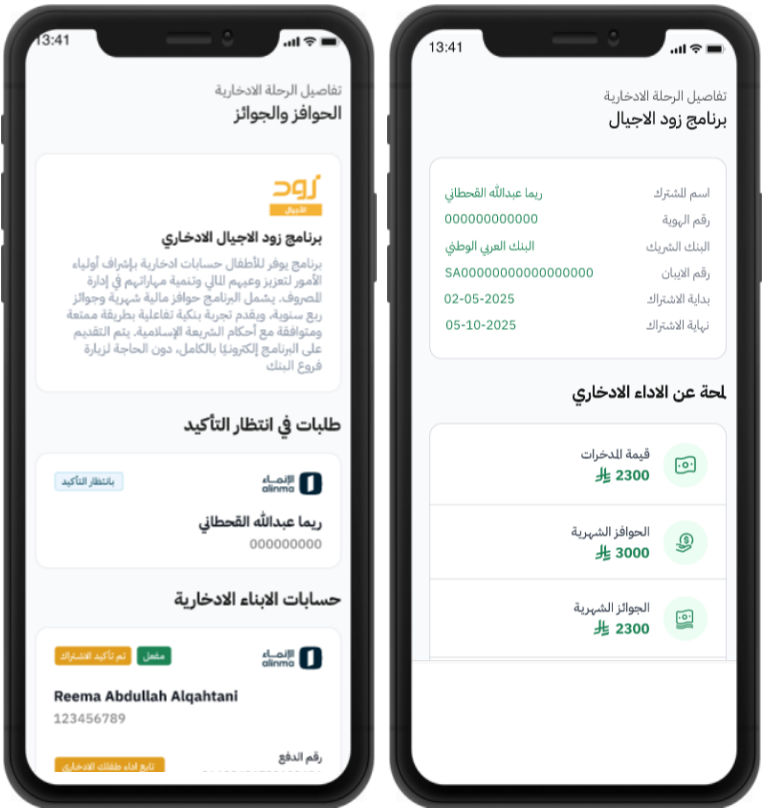 13:41
تفاصيل الرحلة الادخارية
الحوافز والجوائز
زود
الأجيال
برنامج زود الاجيال الادخاري
برنامج يوفر للأطفال حسابات ادخارية بإشراف أولياء
الأمور لتعزيز وعيهم المالي وتنمية مهاراتهم في إدارة
المصروف. يشمل البرنامج حوافز مالية شهرية وجوائز
ربع سنوية، ويقدم تجربة بنكية تفاعلية بطريقة ممتعة
ومتوافقة مع أحكام الشريعة الإسلامية. يتم التقديم
على البرنامج إلكترونيًا بالكامل، دون الحاجة لزيارة
فروع البنك
طلبات في انتظار التأكيد
الإنماء
alinma
بانتظار التأكيد
ريما عبدالله القحطاني
000000000
حسابات الابناء الادخارية
الإنماء
alinma
مفعل
تم تأكيد الاشتراك
Reema Abdullah Alqahtani
123456789
رقم الدفع
تابع اداء طفلك الادخاري
13:41
تفاصيل الرحلة الادخارية
برنامج زود الاجيال
اسم المشترك ريما عبدالله القحطاني
رقم الهوية 000000000000
البنك الشريك البنك العربي الوطني
رقم الايبان SA00000000000000000
بداية الاشتراك 02-05-2025
نهاية الاشتراك 05-10-2025
لمحة عن الاداء الادخاري
قيمة المدخرات
2300
الحوافز الشهرية
3000
الجوائز الشهرية
2300